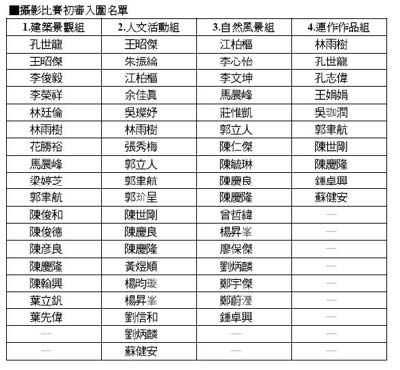 ■攝影比賽初審入圍名單
1.建築景觀組 2.人文活動組 3.自然風景組 4.連作作品組
孔世龍 王昭傑 江柏樞 林雨樹
王昭傑 朱振綸 李心怡 孔世龍
李俊毅 江柏樞 李文坤 孔志偉
李榮祥 余佳眞 馬晨峰 王娟娟
林廷倫 吳璨妤 莊惟凱 吳珈潤
林雨樹 林雨樹 郭立人 郭聿航
花勝裕 張秀梅 陳仁傑 陳世剛
馬晨峰 郭立人 陳毓琳 陳慶隆
梁婷芝 郭聿航 陳慶良 鍾卓興
郭聿航 郭玠呈 陳慶隆 蘇健安
陳俊和 陳世剛 曾哲緯 —
陳俊德 陳慶良 楊昇峯 —
陳彦良 陳慶隆 廖保傑 —
陳慶隆 黃煜順 劉炳麟 —
陳翰興 楊昀璇 鄭宇傑 —
葉立釩 楊昇峯 鄭蔚瀅 —
葉先偉 劉信和 鍾卓興 —
— 劉炳麟 — —
— 蘇健安 — —